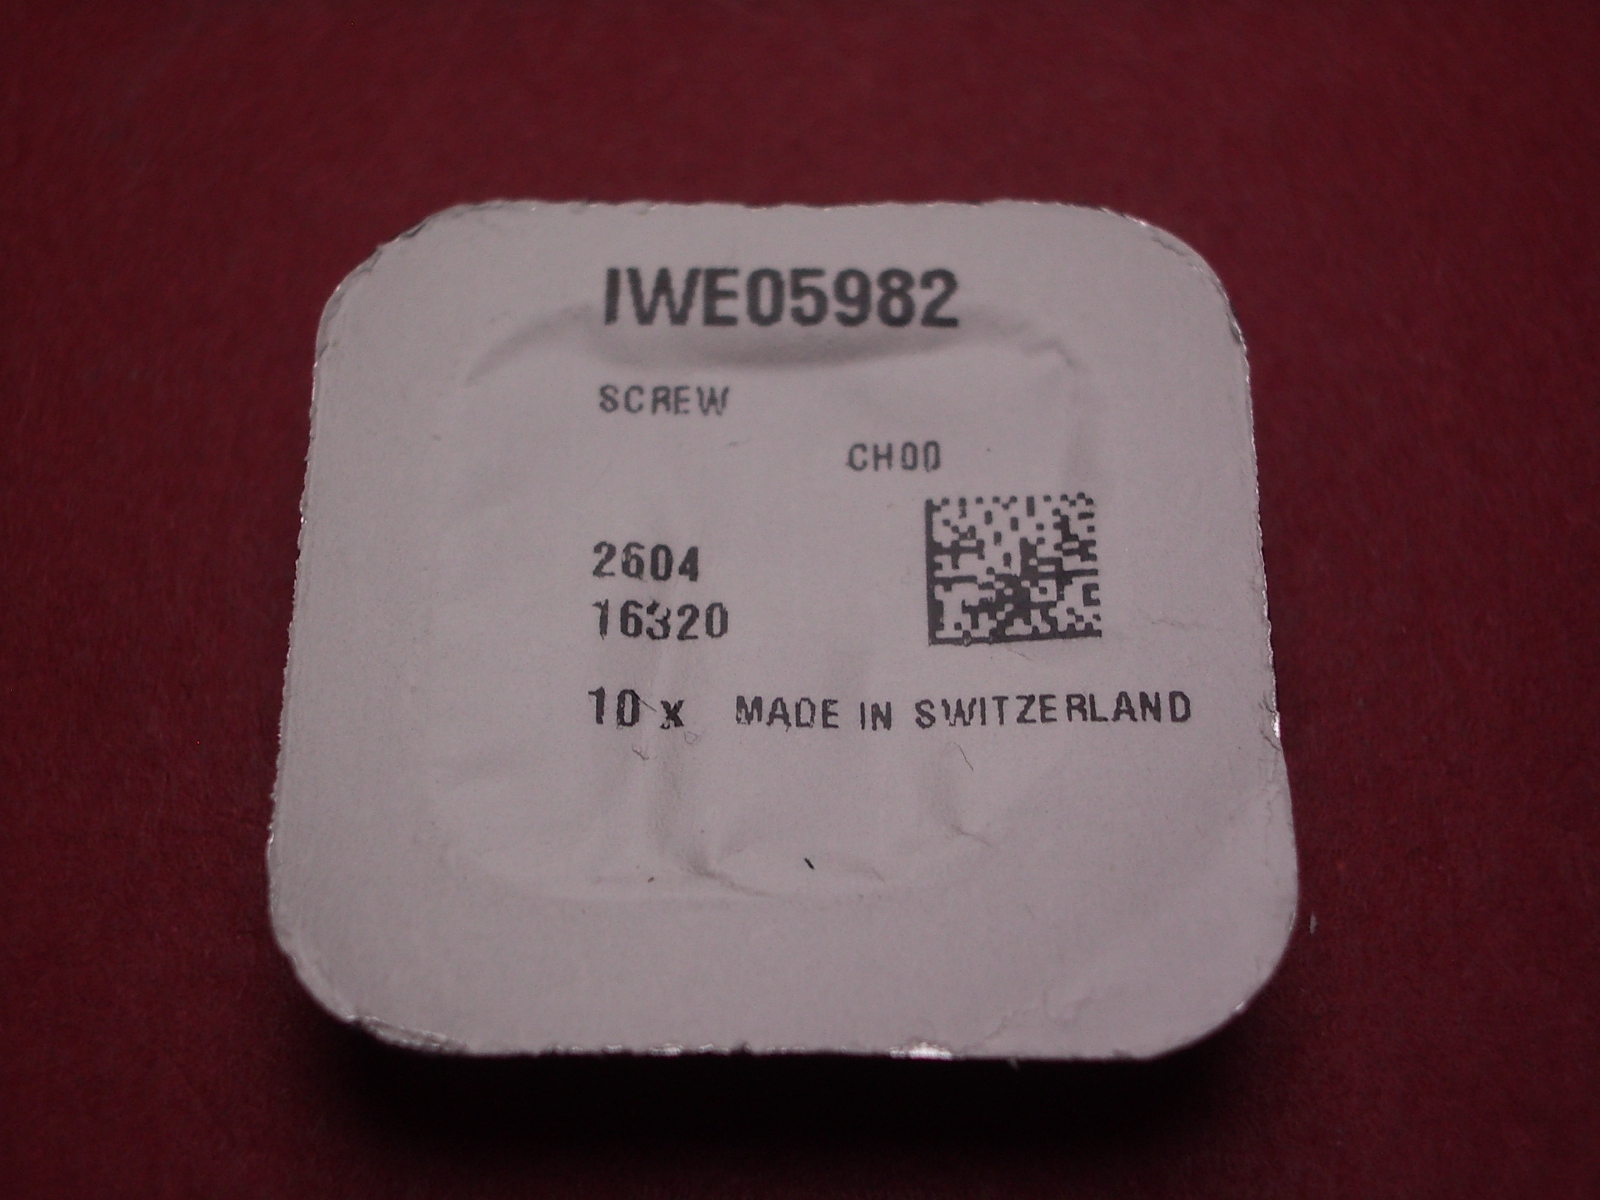 IWE05982
SCREW
CH00
2604
16320
10 x MADE IN SWITZERLAND